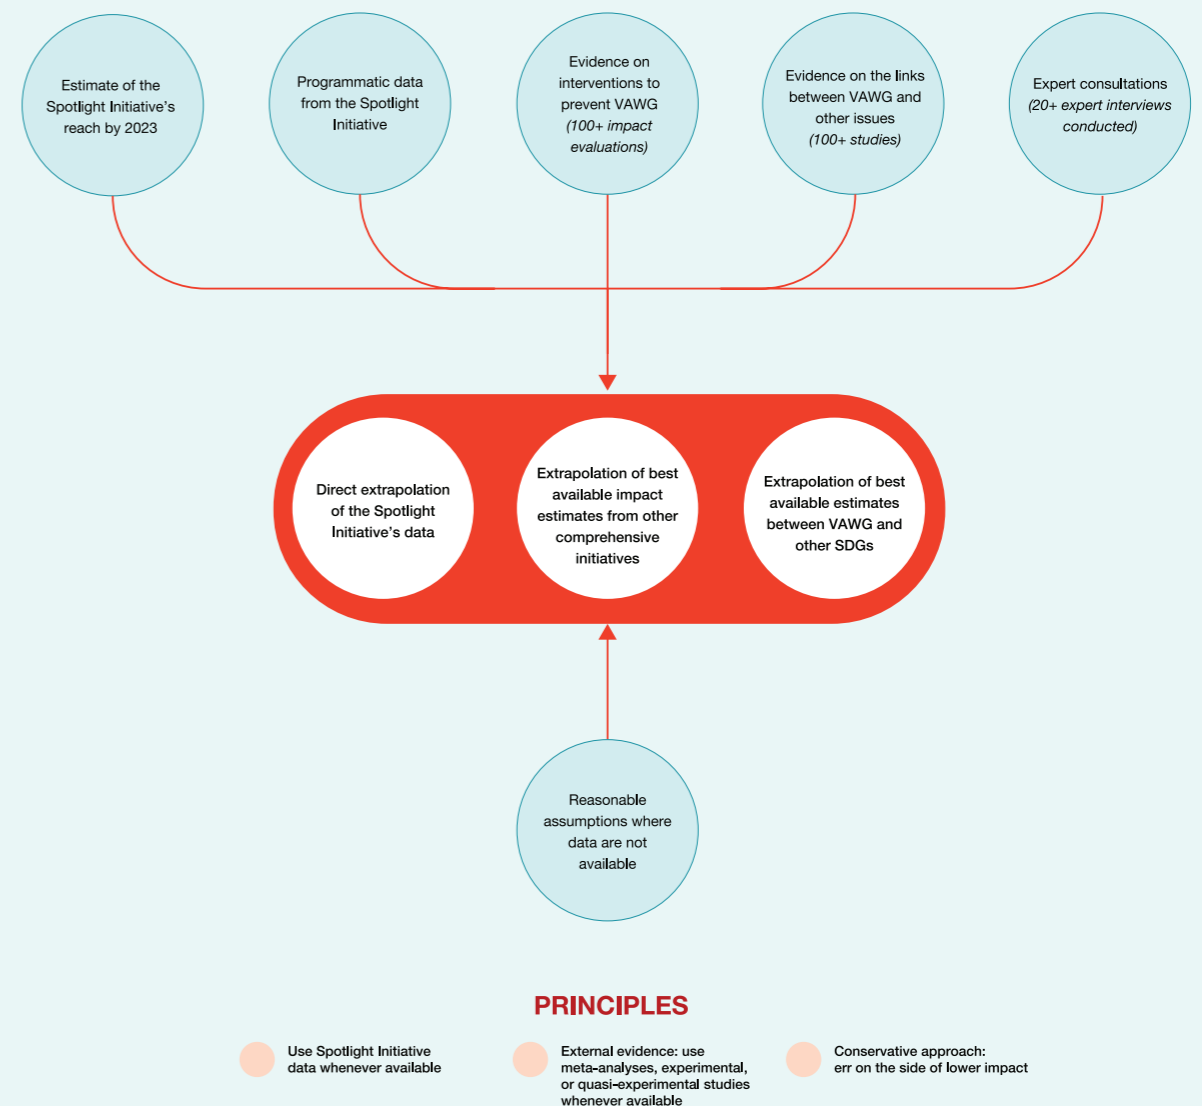 Estimate of the
Spotlight Initiative's
reach by 2023
Programmatic data
from the Spotlight
Initiative
Evidence on
interventions to
prevent VAWG
(100+ impact
evaluations)
Evidence on the links
between VAWG and
other issues
(100+ studies)
Expert consultations
(20+ expert interviews
conducted)
Direct extrapolation
of the Spotlight
Initiative's data
Extrapolation of best
available impact
estimates from other
comprehensive
initiatives
Extrapolation of best
available estimates
between VAWG and
other SDGs
Reasonable
assumptions where
data are not
available
PRINCIPLES
Use Spotlight Initiative
data whenever available
External evidence: use
meta-analyses, experimental,
or quasi-experimental studies
whenever available
Conservative approach:
err on the side of lower impact